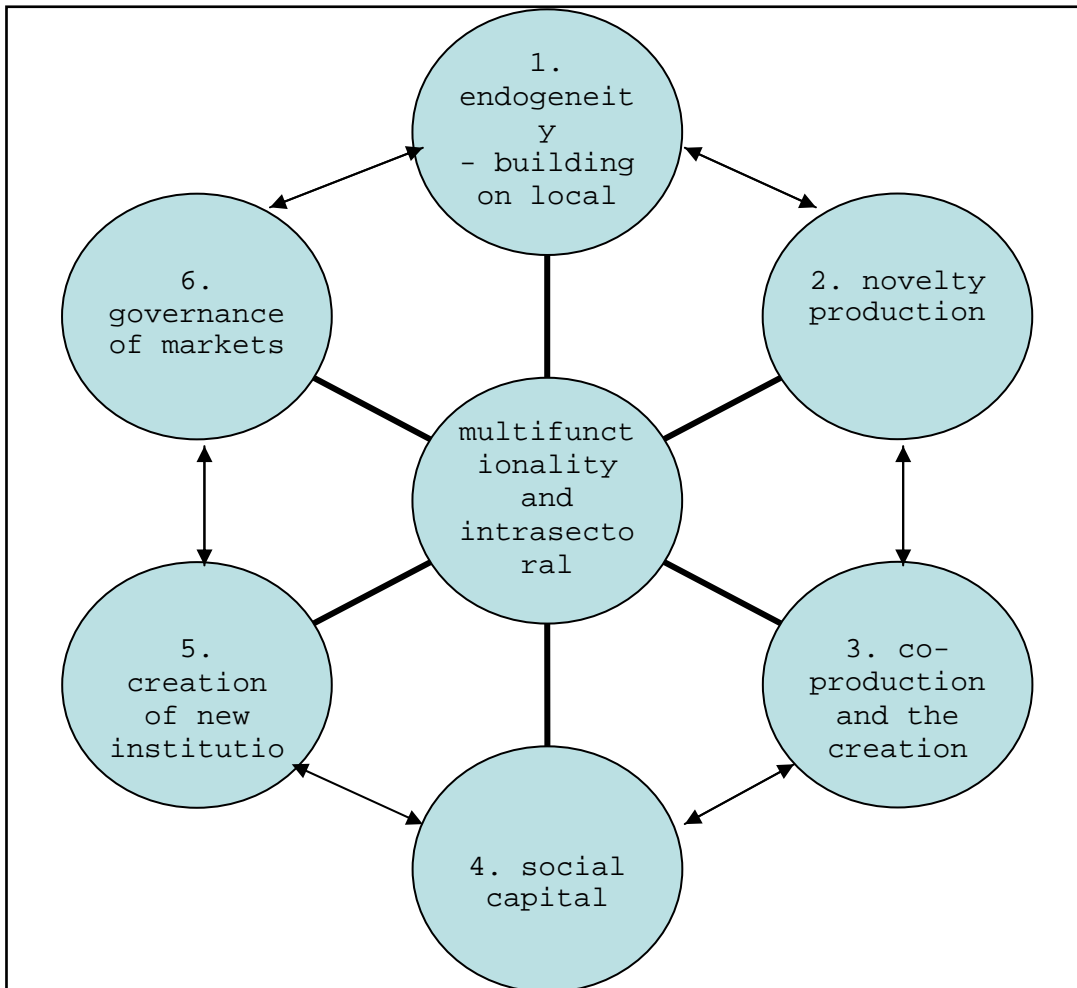 1.
endogeneit
y
- building
on local
6.
governance
of markets
2. novelty
production
multifunct
ionality
and
intrasecto
ral
5.
creation
of new
institutio
3. co-
production
and the
creation
4. social
capital